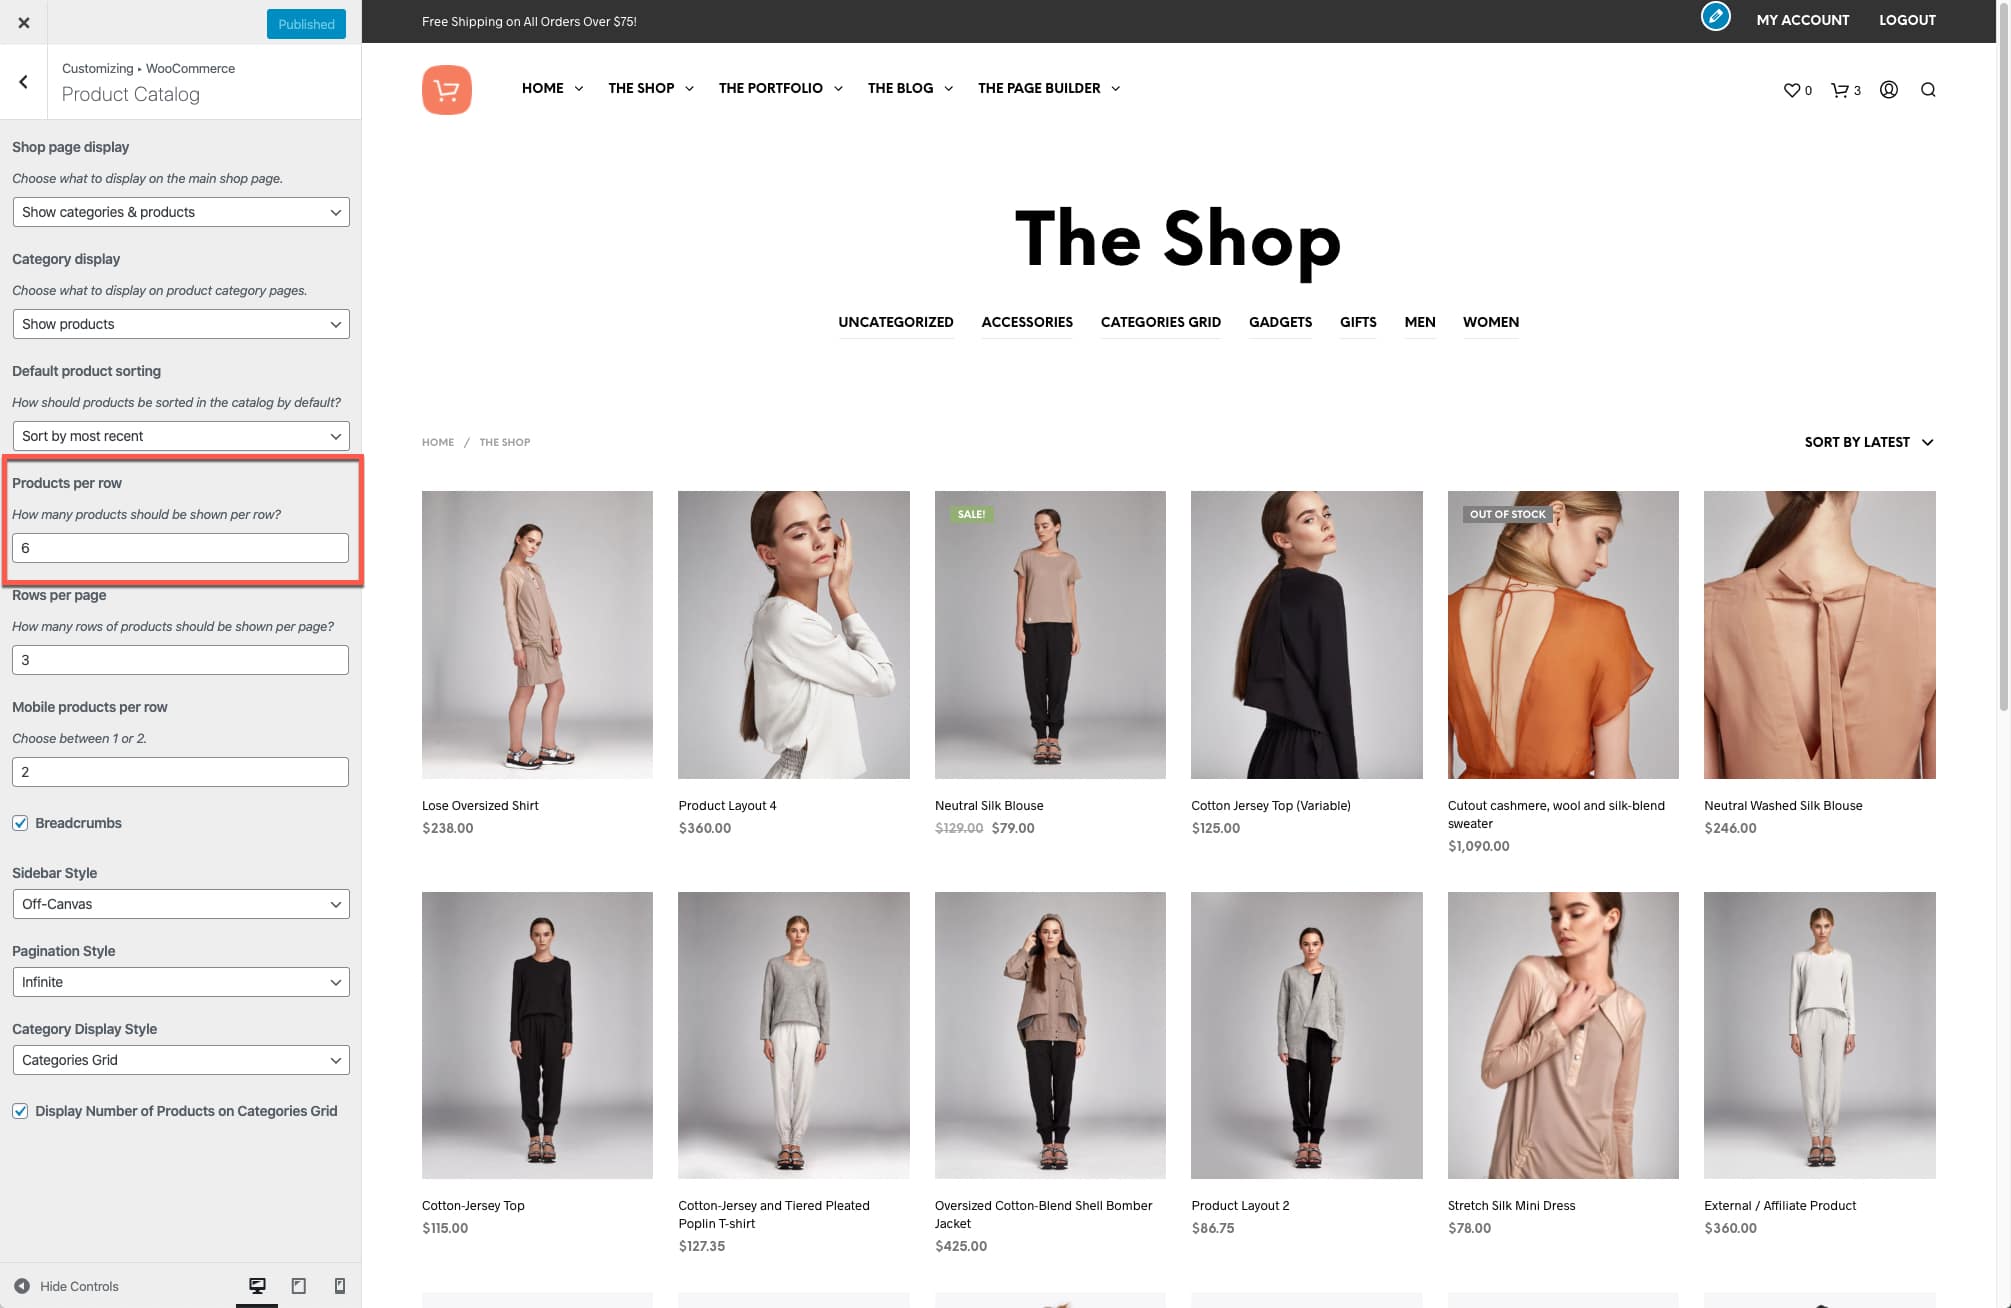 Published
Customizing ▸ WooCommerce
Product Catalog
Shop page display
Choose what to display on the main shop page.
Show categories & products
Category display
Choose what to display on product category pages.
Show products
Default product sorting
How should products be sorted in the catalog by default?
Sort by most recent
Products per row
How many products should be shown per row?
6
Rows per page
How many rows of products should be shown per page?
3
Mobile products per row
Choose between 1 or 2.
2
Breadcrumbs
Sidebar Style
Off-Canvas
Pagination Style
Infinite
Category Display Style
Categories Grid
Display Number of Products on Categories Grid
Hide Controls
Free Shipping on All Orders Over $75!
MY ACCOUNT
LOGOUT
HOME
THE SHOP
THE PORTFOLIO
THE BLOG
THE PAGE BUILDER
0
3
The Shop
UNCATEGORIZED
ACCESSORIES
CATEGORIES GRID
GADGETS
GIFTS
MEN
WOMEN
HOME / THE SHOP
SORT BY LATEST
SALE!
OUT OF STOCK
Lose Oversized Shirt
$238.00
Product Layout 4
$360.00
Neutral Silk Blouse
$129.00 $79.00
Cotton Jersey Top (Variable)
$125.00
Cutout cashmere, wool and silk-blend
sweater
$1,090.00
Neutral Washed Silk Blouse
$246.00
Cotton-Jersey Top
$115.00
Cotton-Jersey and Tiered Pleated
Poplin T-shirt
$127.35
Oversized Cotton-Blend Shell Bomber
Jacket
$425.00
Product Layout 2
$86.75
Stretch Silk Mini Dress
$78.00
External / Affiliate Product
$360.00